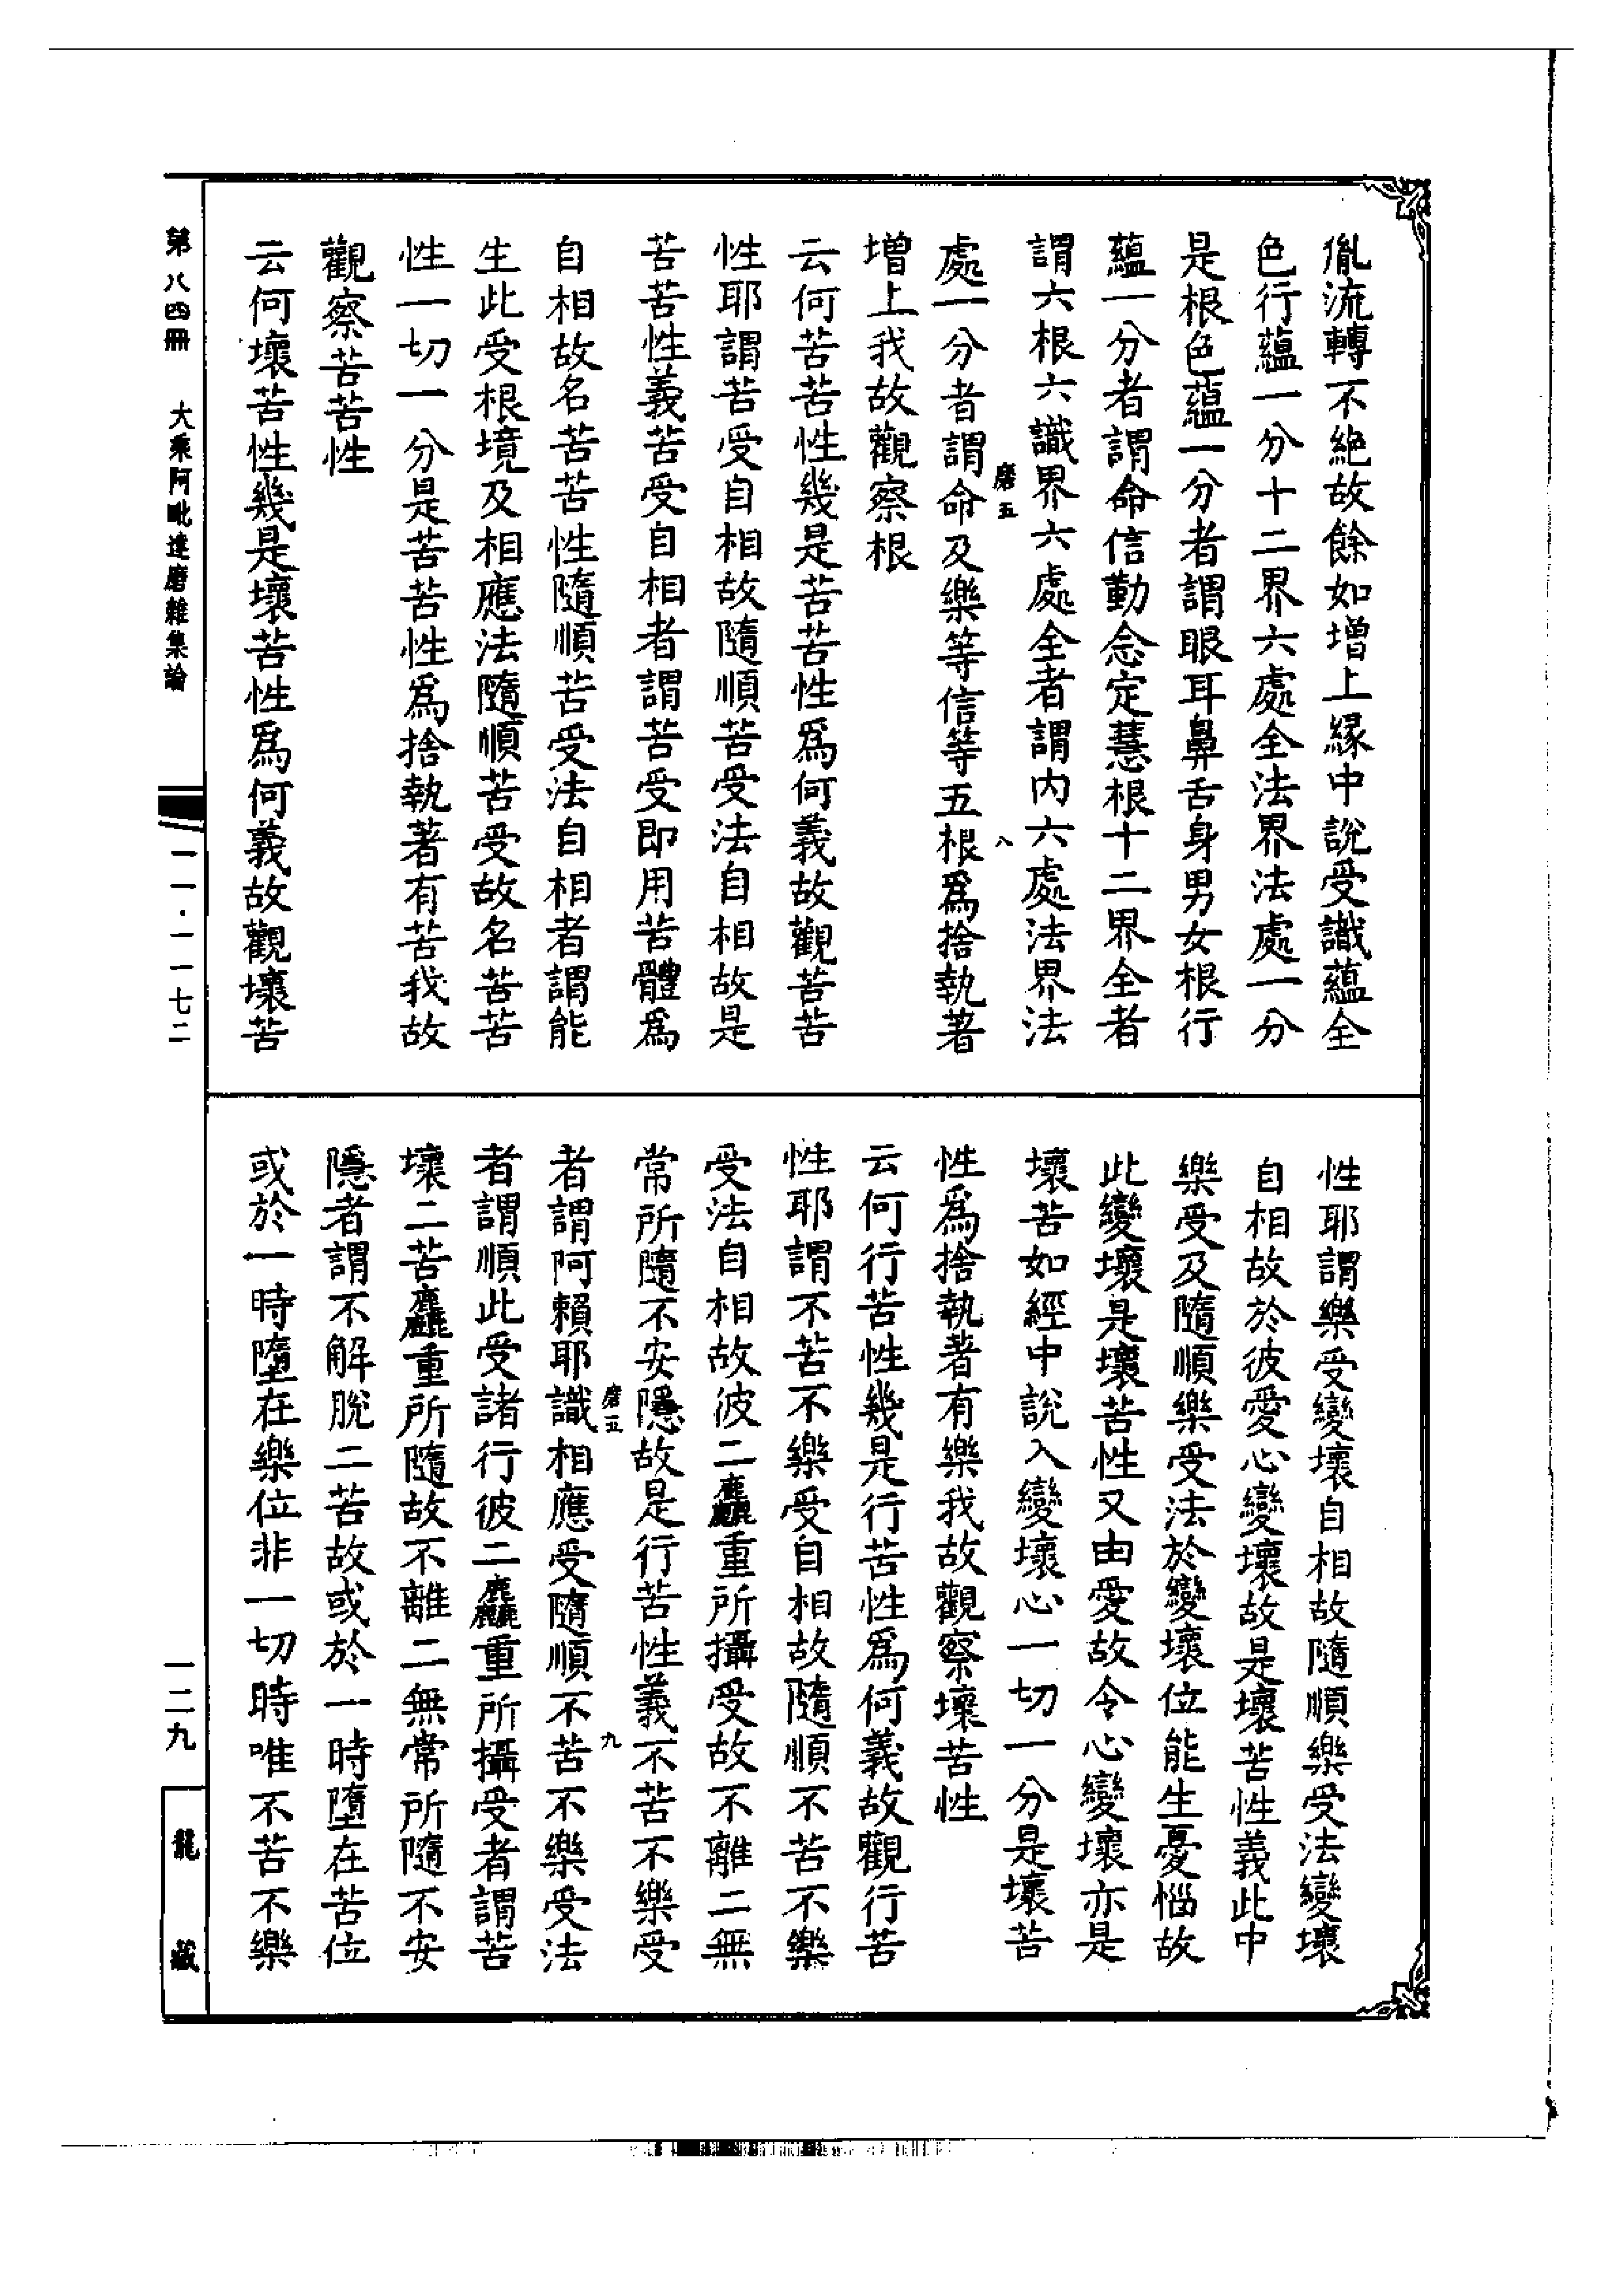 胤流轉不絶故餘如增上緣中說受識蘊全
色行蘊一分十二界六處全法界法處一分
是根色蘊一分者謂眼耳鼻舌身男女根行
蘊一分者謂命信勤念定慧根十二界全者
謂六根六識界六處全者謂内六處法界法
磨五
八
處一分者謂命及樂等信等五根爲捨執著
增上我故觀察根
云何苦苦性幾是苦苦性爲何義故觀苦苦
性耶謂苦受自相故隨順苦受法自相故是
苦苦性義苦受自相者謂苦受即用苦體爲
自相故名苦苦性隨順苦受法自相者謂能
生此受根境及相應法隨順苦受故名苦苦
性一切一分是苦苦性爲捨執著有苦我故
觀察苦苦性
云何壞苦性幾是壞苦性爲何義故觀壞苦
性耶謂樂受變壞自相故隨順樂受法變壞
自相故於彼愛心變壞故是壞苦性義此中
樂受及隨順樂受法於變壞位能生憂惱故
此變壞是壞苦性又由愛故令心變壞亦是
壞苦如經中說入變壞心一切一分是壞苦
性爲捨執著有樂我故觀察壞苦性
云何行苦性幾是行苦性爲何義故觀行苦
性耶謂不苦不樂受自相故隨順不苦不樂
受法自相故彼二麤重所攝受故不離二無
常所隨不安隱故是行苦性義不苦不樂受
磨五
九
者謂阿賴耶識相應受隨順不苦不樂受法
者謂順此受諸行彼二麤重所攝受者謂苦
壞二苦麤重所隨故不離二無常所隨不安
隱者謂不解脫二苦故或於一時墮在苦位
或於一時墮在樂位非一切時唯不苦不樂
第八四冊 大乘阿毗達磨雜集論
一一·一一七二
一二九
龍藏